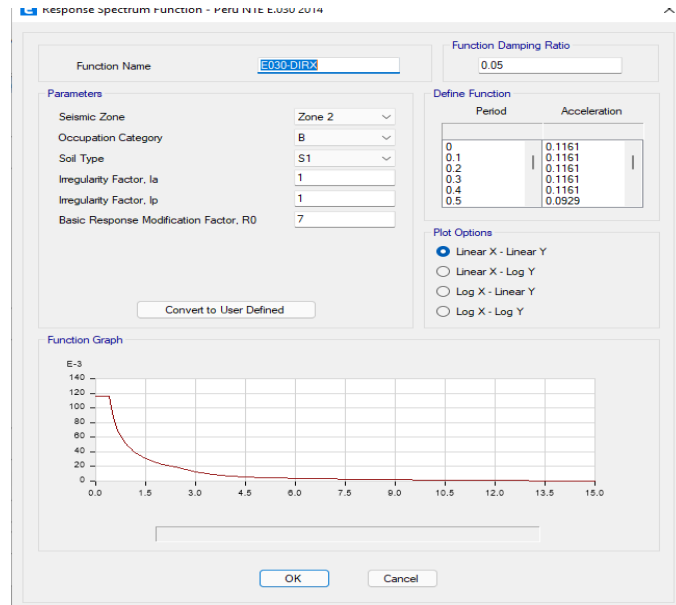 Response Spectrum Function - Peru NTE E.030 2014
Function Name
E030-DIRX
Function Damping Ratio
0.05
Parameters
Seismic Zone Zone 2
Occupation Category B
Soil Type S1
Irregularity Factor, Ia 1
Irregularity Factor, Ip 1
Basic Response Modification Factor, R0 7
Convert to User Defined
Define Function
Period Acceleration
0 0.1161
0.1 0.1161
0.2 0.1161
0.3 0.1161
0.4 0.1161
0.5 0.0929
Plot Options
Linear X - Linear Y
Linear X - Log Y
Log X - Linear Y
Log X - Log Y
Function Graph
E-3
140
120
100
80
60
40
20
0
0.0 1.5 3.0 4.5 6.0 7.5 9.0 10.5 12.0 13.5 15.0
OK Cancel